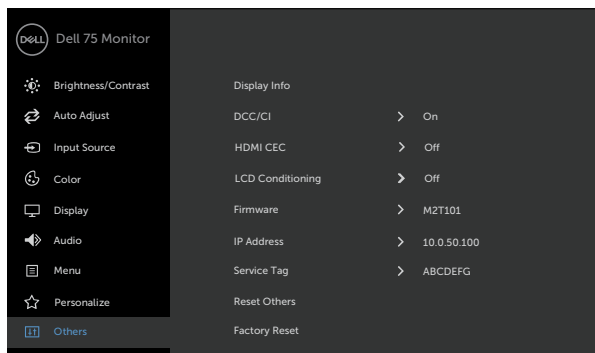 DELL Dell 75 Monitor
Brightness/Contrast Display Info
Auto Adjust DCC/CI > On
Input Source HDMI CEC > Off
Color LCD Conditioning > Off
Display Firmware > M2T101
Audio IP Address > 10.0.50.100
Menu Service Tag > ABCDEFG
Personalize Reset Others
Others Factory Reset